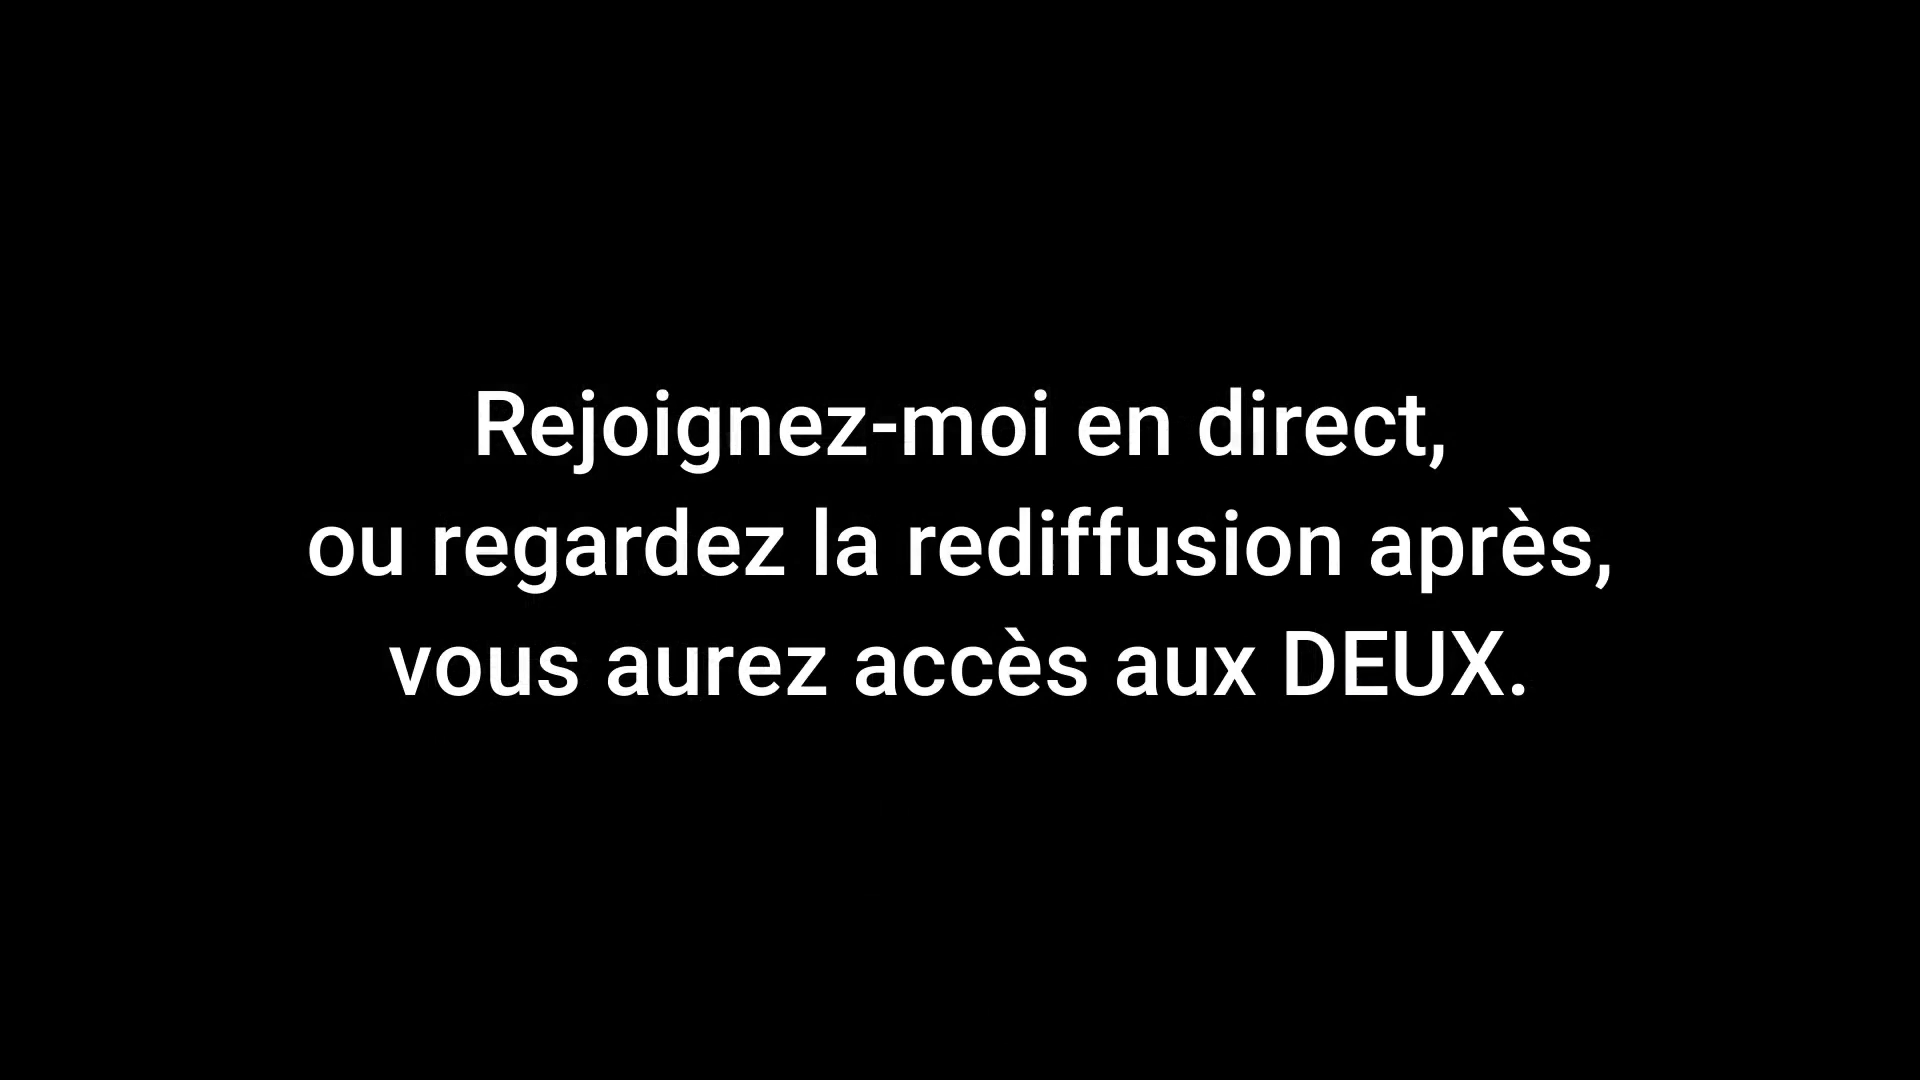 Rejoignez-moi en direct,
ou regardez la rediffusion après,
vous aurez accès aux DEUX.